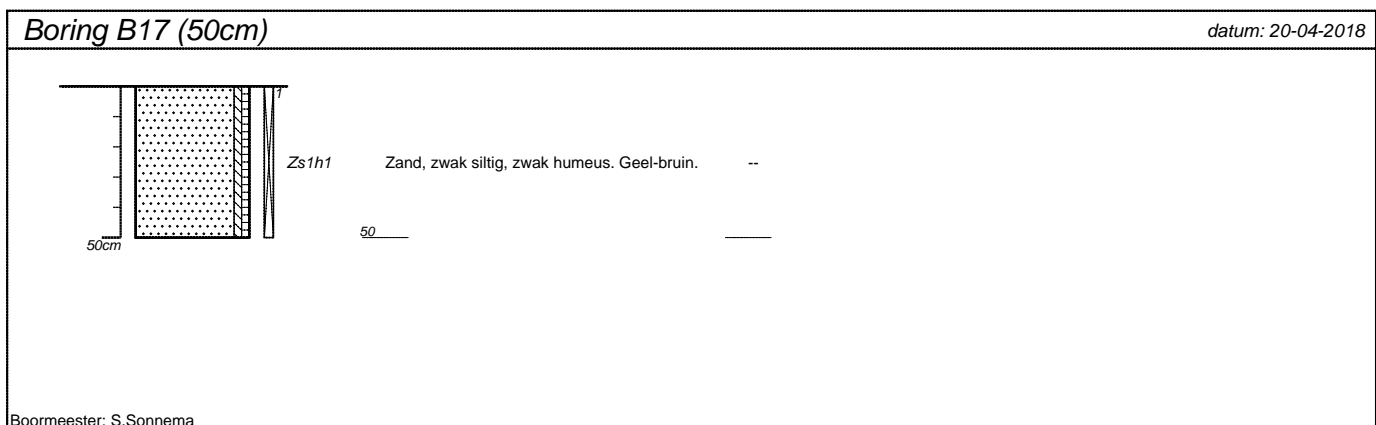 Boring B17 (50cm)
datum: 20-04-2018
1
Zs1h1 Zand, zwak siltig, zwak humeus. Geel-bruin. --
50cm
50
Boormeester: S.Sonnema